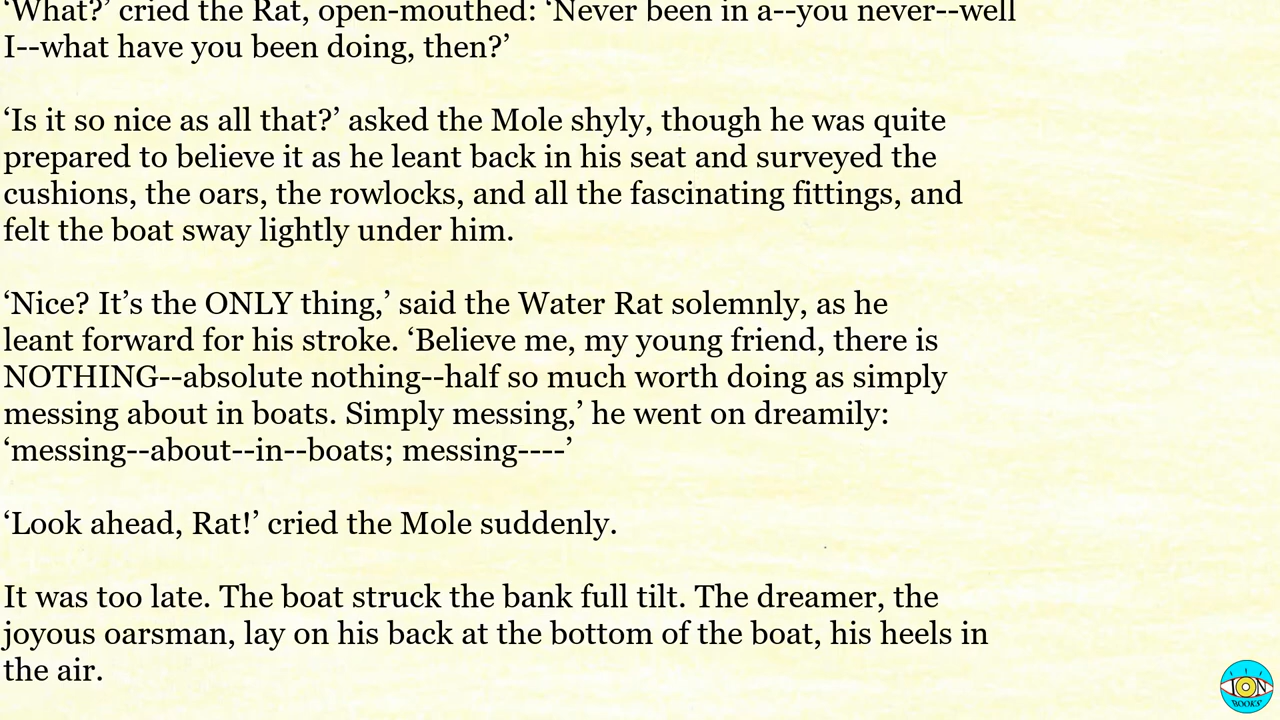 ‘What?’ cried the Rat, open-mouthed: ‘Never been in a--you never--well
I--what have you been doing, then?’
‘Is it so nice as all that?’ asked the Mole shyly, though he was quite
prepared to believe it as he leant back in his seat and surveyed the
cushions, the oars, the rowlocks, and all the fascinating fittings, and
felt the boat sway lightly under him.
‘Nice? It’s the ONLY thing,’ said the Water Rat solemnly, as he
leant forward for his stroke. ‘Believe me, my young friend, there is
NOTHING--absolute nothing--half so much worth doing as simply
messing about in boats. Simply messing,’ he went on dreamily:
‘messing--about--in--boats; messing----’
‘Look ahead, Rat!’ cried the Mole suddenly.
It was too late. The boat struck the bank full tilt. The dreamer, the
joyous oarsman, lay on his back at the bottom of the boat, his heels in
the air.
ION
BOOKS